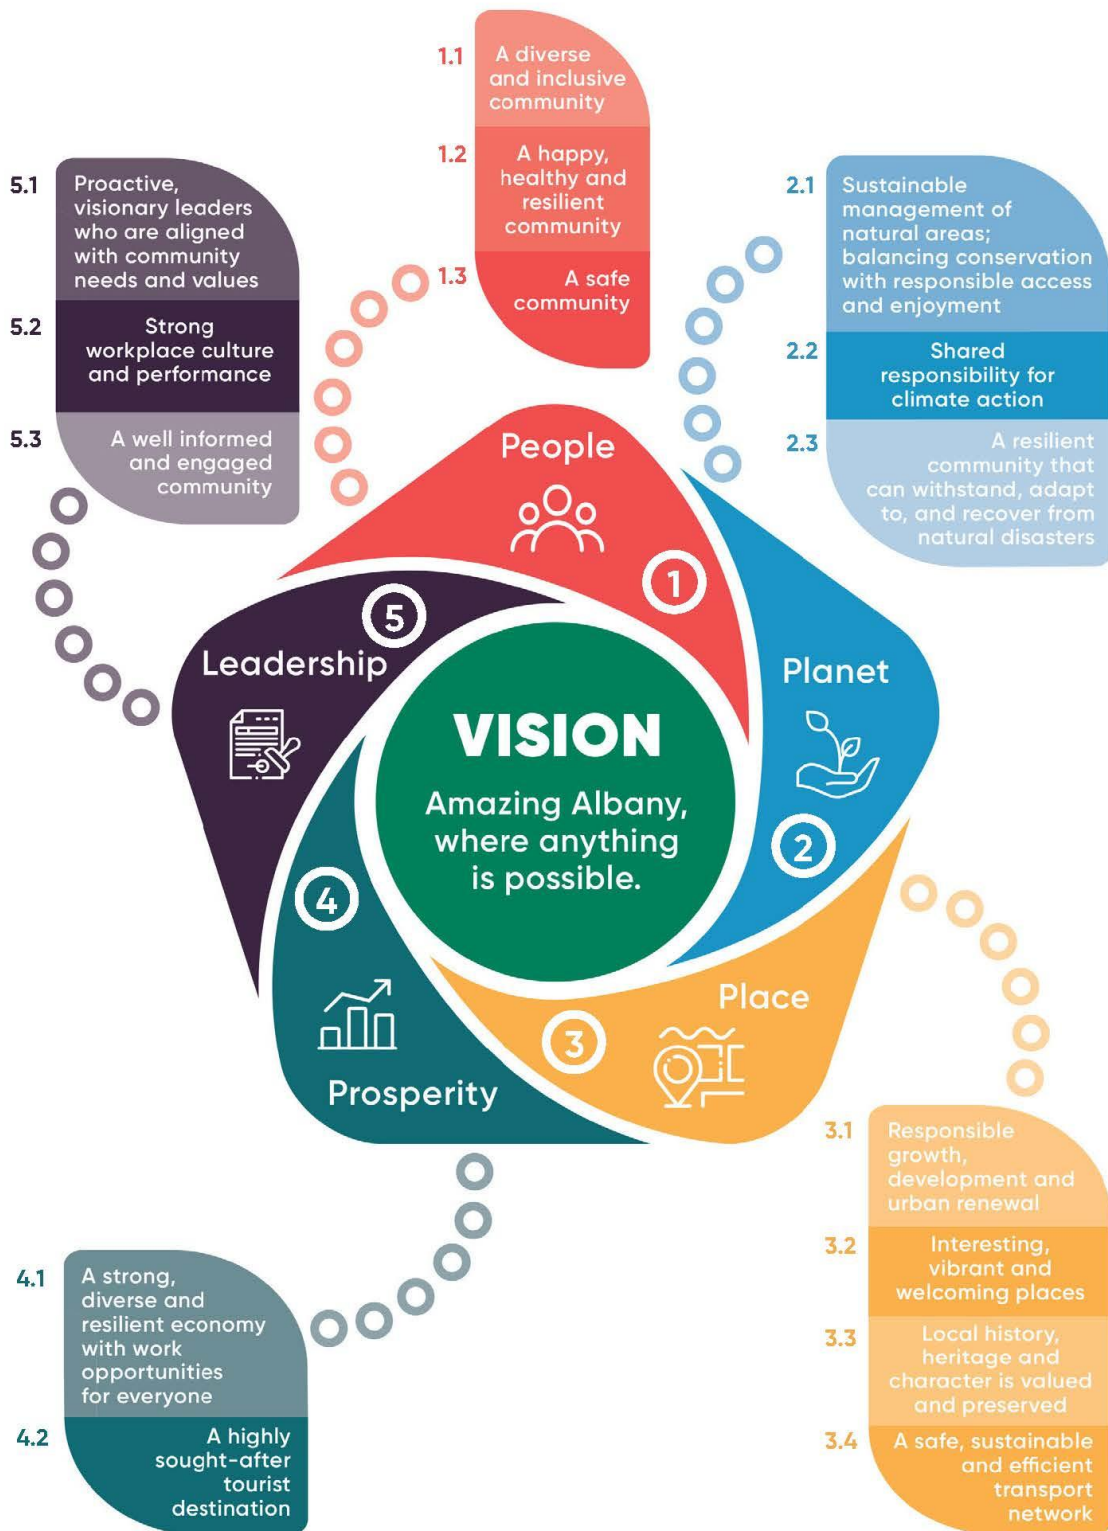 1.1
A diverse
and inclusive
community
1.2
A happy,
healthy and
resilient
community
1.3
A safe
community
5.1
Proactive,
visionary leaders
who are aligned
with community
needs and values
5.2
Strong
workplace culture
and performance
5.3
A well informed
and engaged
community
2.1
Sustainable
management of
natural areas;
balancing conservation
with responsible access
and enjoyment
2.2
Shared
responsibility for
climate action
2.3
A resilient
community that
can withstand, adapt
to, and recover from
natural disasters
People
1
Planet
2
Place
3
Prosperity
4
Leadership
5
VISION
Amazing Albany,
where anything
is possible.
3.1
Responsible
growth,
development and
urban renewal
3.2
Interesting,
vibrant and
welcoming places
3.3
Local history,
heritage and
character is valued
and preserved
3.4
A safe, sustainable
and efficient
transport
network
4.1
A strong,
diverse and
resilient economy
with work
opportunities
for everyone
4.2
A highly
sought-after
tourist
destination